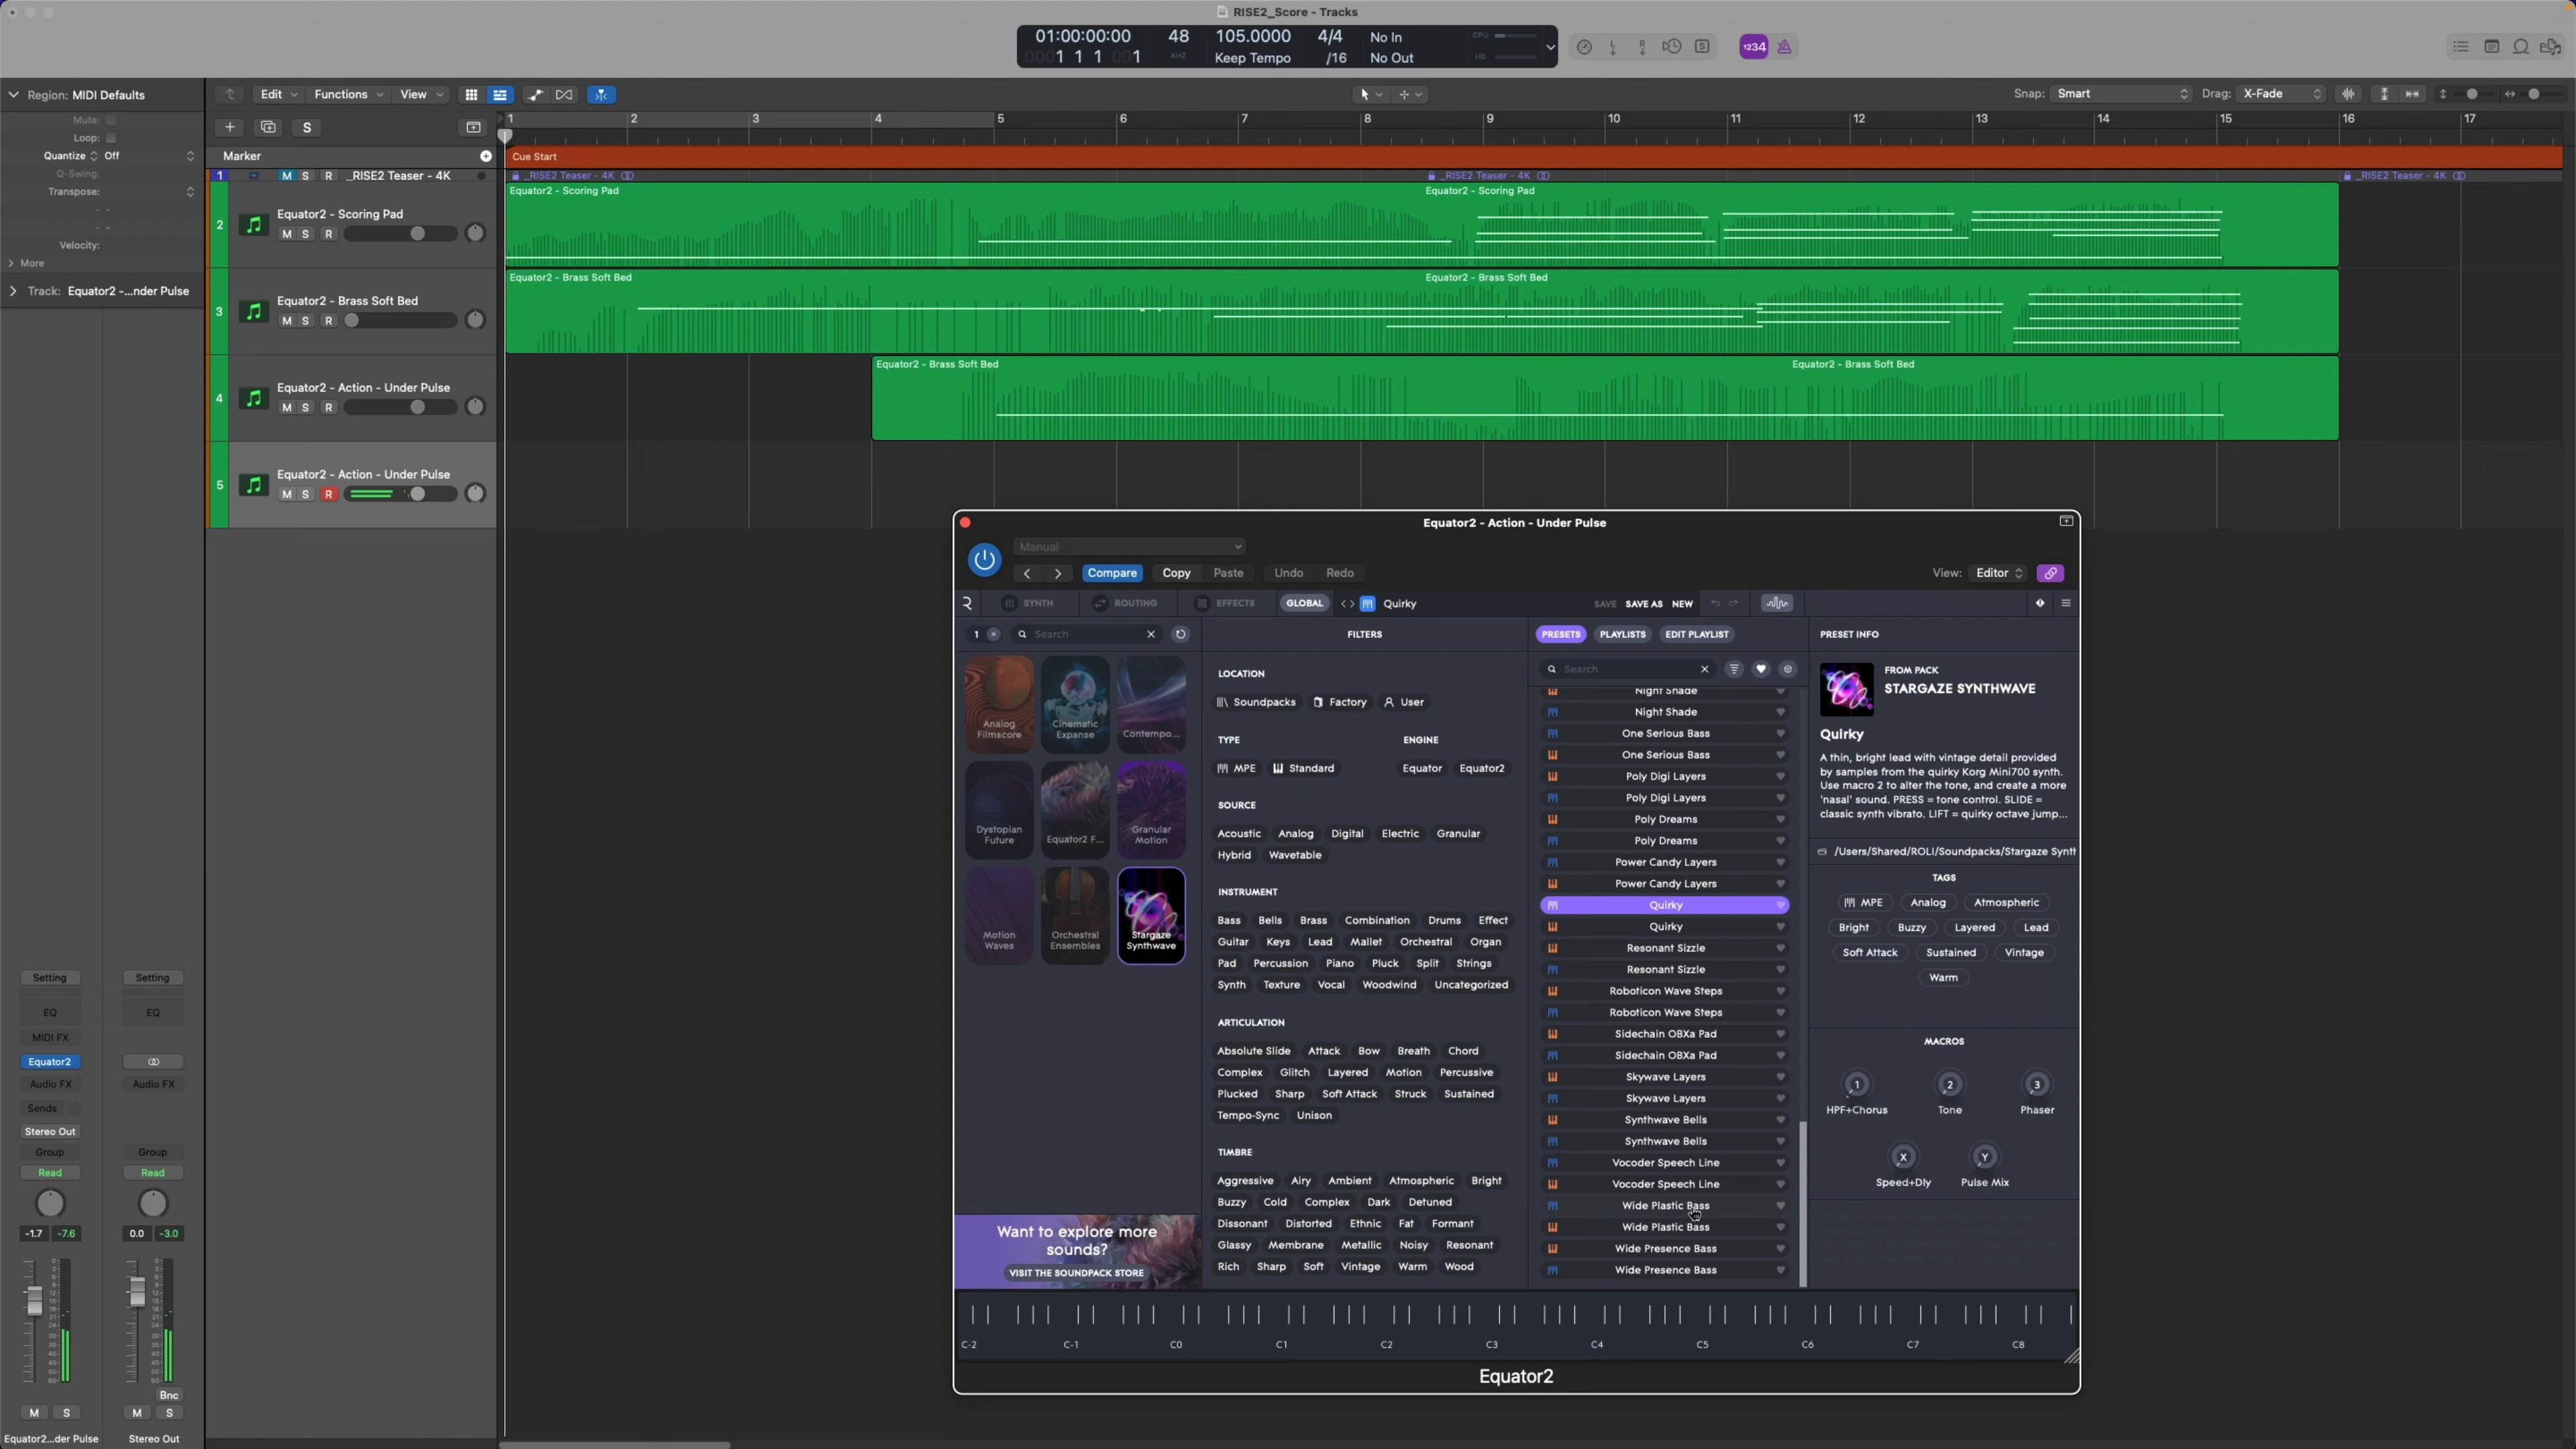 RISE2_Score - Tracks
01:00:00:00 48 105.0000 4/4 No In CPU
0001 1 1 001 KHZ Keep Tempo /16 No Out HD
1234
Region: MIDI Defaults
Edit Functions View
Snap: Smart Drag: X-Fade
Mute:
Loop:
Quantize Off
Q-Swing:
Transpose:
Velocity:
More
Track: Equator2 -...nder Pulse
S
1 2 3 4 5 6 7 8 9 10 11 12 13 14 15 16 17
Marker
Cue Start
1 M S R _RISE2 Teaser - 4K
_RISE2 Teaser - 4K _RISE2 Teaser - 4K _RISE2 Teaser - 4K
2 Equator2 - Scoring Pad
M S R
Equator2 - Scoring Pad Equator2 - Scoring Pad
3 Equator2 - Brass Soft Bed
M S R
Equator2 - Brass Soft Bed Equator2 - Brass Soft Bed
4 Equator2 - Action - Under Pulse
M S R
Equator2 - Brass Soft Bed Equator2 - Brass Soft Bed
5 Equator2 - Action - Under Pulse
M S R
Equator2 - Action - Under Pulse
Manual
Compare Copy Paste Undo Redo
View: Editor
SYNTH ROUTING EFFECTS GLOBAL Quirky SAVE SAVE AS NEW
1 Search
Analog Filmscore
Cinematic Expanse
Contempo...
Dystopian Future
Equator2 F...
Granular Motion
Motion Waves
Orchestral Ensembles
Stargaze Synthwave
Want to explore more
sounds?
VISIT THE SOUNDPACK STORE
FILTERS
LOCATION
Soundpacks Factory User
TYPE ENGINE
MPE Standard Equator Equator2
SOURCE
Acoustic Analog Digital Electric Granular
Hybrid Wavetable
INSTRUMENT
Bass Bells Brass Combination Drums Effect
Guitar Keys Lead Mallet Orchestral Organ
Pad Percussion Piano Pluck Split Strings
Synth Texture Vocal Woodwind Uncategorized
ARTICULATION
Absolute Slide Attack Bow Breath Chord
Complex Glitch Layered Motion Percussive
Plucked Sharp Soft Attack Struck Sustained
Tempo-Sync Unison
TIMBRE
Aggressive Airy Ambient Atmospheric Bright
Buzzy Cold Complex Dark Detuned
Dissonant Distorted Ethnic Fat Formant
Glassy Membrane Metallic Noisy Resonant
Rich Sharp Soft Vintage Warm Wood
PRESETS PLAYLISTS EDIT PLAYLIST
Search
Night Shade
Night Shade
One Serious Bass
One Serious Bass
Poly Digi Layers
Poly Digi Layers
Poly Dreams
Poly Dreams
Power Candy Layers
Power Candy Layers
Quirky
Quirky
Resonant Sizzle
Resonant Sizzle
Roboticon Wave Steps
Roboticon Wave Steps
Sidechain OBXa Pad
Sidechain OBXa Pad
Skywave Layers
Skywave Layers
Synthwave Bells
Synthwave Bells
Vocoder Speech Line
Vocoder Speech Line
Wide Plastic Bass
Wide Plastic Bass
Wide Presence Bass
Wide Presence Bass
PRESET INFO
FROM PACK
STARGAZE SYNTHWAVE
Quirky
A thin, bright lead with vintage detail provided
by samples from the quirky Korg Mini700 synth.
Use macro 2 to alter the tone, and create a more
'nasal' sound. PRESS = tone control. SLIDE =
classic synth vibrato. LIFT = quirky octave jump...
/Users/Shared/ROLI/Soundpacks/Stargaze Synth
TAGS
MPE Analog Atmospheric
Bright Buzzy Layered Lead
Soft Attack Sustained Vintage
Warm
MACROS
1 2 3
HPF+Chorus Tone Phaser
X Y
Speed+Dly Pulse Mix
C-2 C-1 C0 C1 C2 C3 C4 C5 C6 C7 C8
Equator2
Setting Setting
EQ EQ
MIDI FX
Equator2
Audio FX Audio FX
Sends
Stereo Out
Group Group
Read Read
-1.7 -7.6 0.0 -3.0
Bnc
M S M S
Equator2...der Pulse Stereo Out